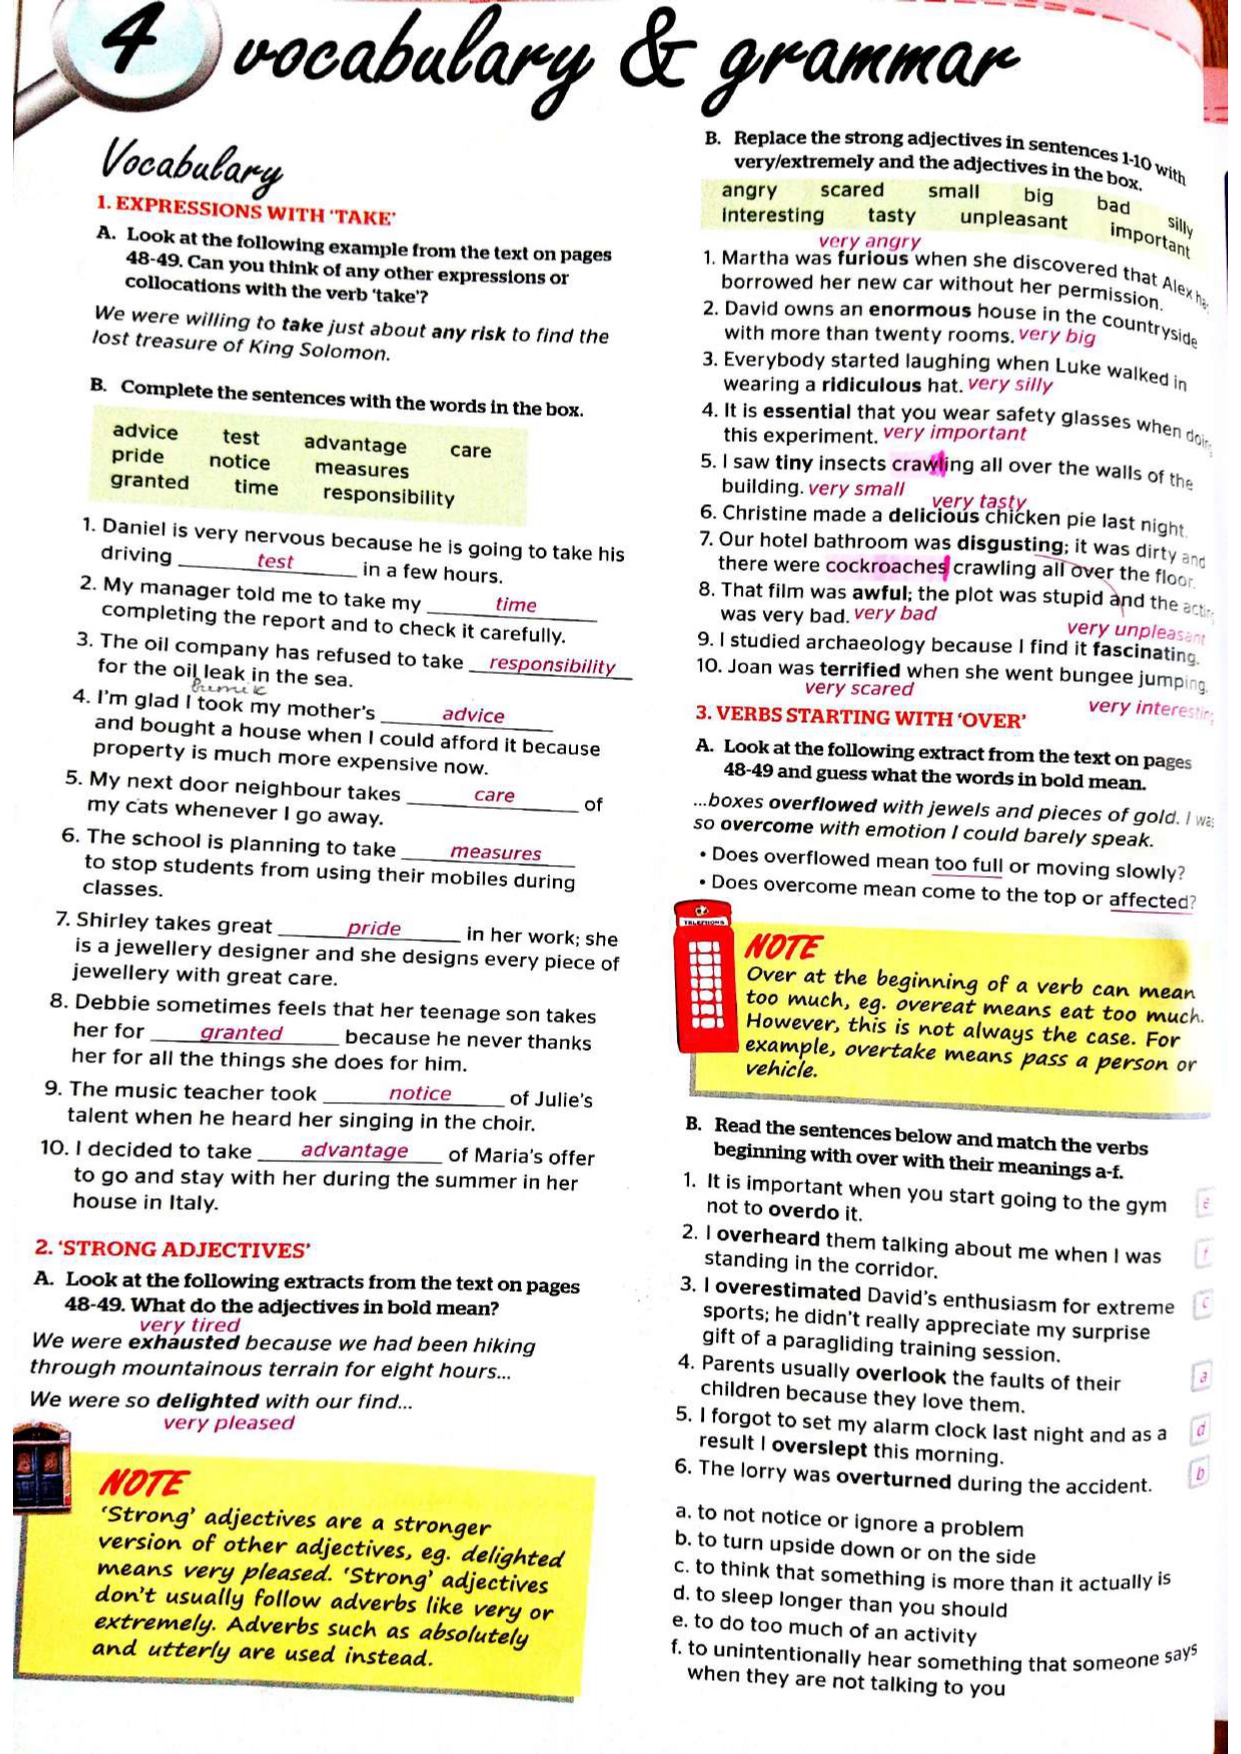 4 vocabulary & grammar
Vocabulary
1. EXPRESSIONS WITH 'TAKE'
A. Look at the following example from the text on pages
48-49. Can you think of any other expressions or
collocations with the verb 'take'?
We were willing to take just about any risk to find the
lost treasure of King Solomon.
B. Complete the sentences with the words in the box.
advice test advantage care
pride notice measures
granted time responsibility
1. Daniel is very nervous because he is going to take his
driving test in a few hours.
2. My manager told me to take my time
completing the report and to check it carefully.
3. The oil company has refused to take responsibility
for the oil leak in the sea.
4. I'm glad I took my mother's advice
and bought a house when I could afford it because
property is much more expensive now.
5. My next door neighbour takes care of
my cats whenever I go away.
6. The school is planning to take measures
to stop students from using their mobiles during
classes.
7. Shirley takes great pride in her work; she
is a jewellery designer and she designs every piece of
jewellery with great care.
8. Debbie sometimes feels that her teenage son takes
her for granted because he never thanks
her for all the things she does for him.
9. The music teacher took notice of Julie's
talent when he heard her singing in the choir.
10. I decided to take advantage of Maria's offer
to go and stay with her during the summer in her
house in Italy.
2. 'STRONG ADJECTIVES'
A. Look at the following extracts from the text on pages
48-49. What do the adjectives in bold mean?
very tired
We were exhausted because we had been hiking
through mountainous terrain for eight hours...
We were so delighted with our find...
very pleased
NOTE
'Strong' adjectives are a stronger
version of other adjectives, eg. delighted
means very pleased. 'Strong' adjectives
don't usually follow adverbs like very or
extremely. Adverbs such as absolutely
and utterly are used instead.
B. Replace the strong adjectives in sentences 1-10 with
very/extremely and the adjectives in the box.
angry scared small big bad silly
interesting tasty unpleasant important
very angry
1. Martha was furious when she discovered that Alex
borrowed her new car without her permission.
2. David owns an enormous house in the countryside
with more than twenty rooms. very big
3. Everybody started laughing when Luke walked in
wearing a ridiculous hat. very silly
4. It is essential that you wear safety glasses when
this experiment. very important
5. I saw tiny insects crawling all over the walls of the
building. very small
very tasty
6. Christine made a delicious chicken pie last night.
7. Our hotel bathroom was disgusting; it was dirty and
there were cockroaches crawling all over the floor.
8. That film was awful; the plot was stupid and the
was very bad. very bad
very unpleasant
9. I studied archaeology because I find it fascinating.
10. Joan was terrified when she went bungee jumping.
very scared
very interesting
3. VERBS STARTING WITH 'OVER'
A. Look at the following extract from the text on pages
48-49 and guess what the words in bold mean.
...boxes overflowed with jewels and pieces of gold. I was
so overcome with emotion I could barely speak.
• Does overflowed mean too full or moving slowly?
• Does overcome mean come to the top or affected?
TELEPHONE
NOTE
Over at the beginning of a verb can mean
too much, eg. overeat means eat too much.
However, this is not always the case. For
example, overtake means pass a person or
vehicle.
B. Read the sentences below and match the verbs
beginning with over with their meanings a-f.
1. It is important when you start going to the gym e
not to overdo it.
2. I overheard them talking about me when I was f
standing in the corridor.
3. I overestimated David's enthusiasm for extreme c
sports; he didn't really appreciate my surprise
gift of a paragliding training session.
4. Parents usually overlook the faults of their a
children because they love them.
5. I forgot to set my alarm clock last night and as a d
result I overslept this morning.
6. The lorry was overturned during the accident. b
a. to not notice or ignore a problem
b. to turn upside down or on the side
c. to think that something is more than it actually is
d. to sleep longer than you should
e. to do too much of an activity
f. to unintentionally hear something that someone says
when they are not talking to you